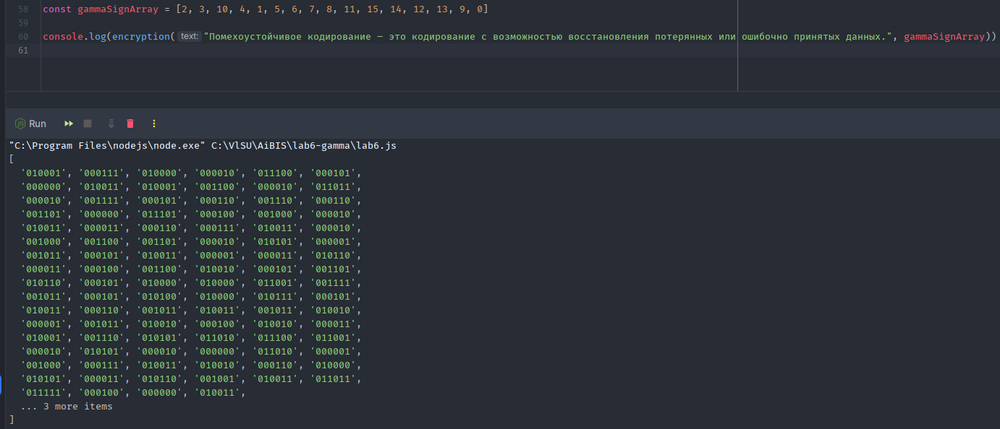 58 const gammaSignArray = [2, 3, 10, 4, 1, 5, 6, 7, 8, 11, 15, 14, 12, 13, 9, 0]
59
60 console.log(encryption( text: "Помехоустойчивое кодирование – это кодирование с возможностью восстановления потерянных или ошибочно принятых данных.", gammaSignArray))
61
JS Run
"C:\Program Files\nodejs\node.exe" C:\VlSU\AiBIS\lab6-gamma\lab6.js
[
'010001', '000111', '010000', '000010', '011100', '000101',
'000000', '010011', '010001', '001100', '000010', '011011',
'000010', '001111', '000101', '000110', '001110', '000110',
'001101', '000000', '011101', '000100', '001000', '000010',
'010011', '000011', '000110', '000111', '010011', '000010',
'001000', '001100', '001101', '000010', '010101', '000001',
'001011', '000101', '010011', '000001', '000011', '010110',
'000011', '000100', '001100', '010010', '000101', '001101',
'010110', '000101', '010000', '010000', '011001', '001111',
'001011', '000101', '010100', '010000', '010111', '000101',
'010011', '000110', '001011', '010011', '001011', '010010',
'000001', '001011', '010010', '000100', '010010', '000011',
'010001', '001110', '010101', '011010', '011100', '011001',
'000010', '010101', '000010', '000000', '011010', '000001',
'001000', '000111', '010011', '010010', '000110', '010000',
'010101', '000011', '010110', '001001', '010011', '011011',
'011111', '000100', '000000', '010011',
... 3 more items
]